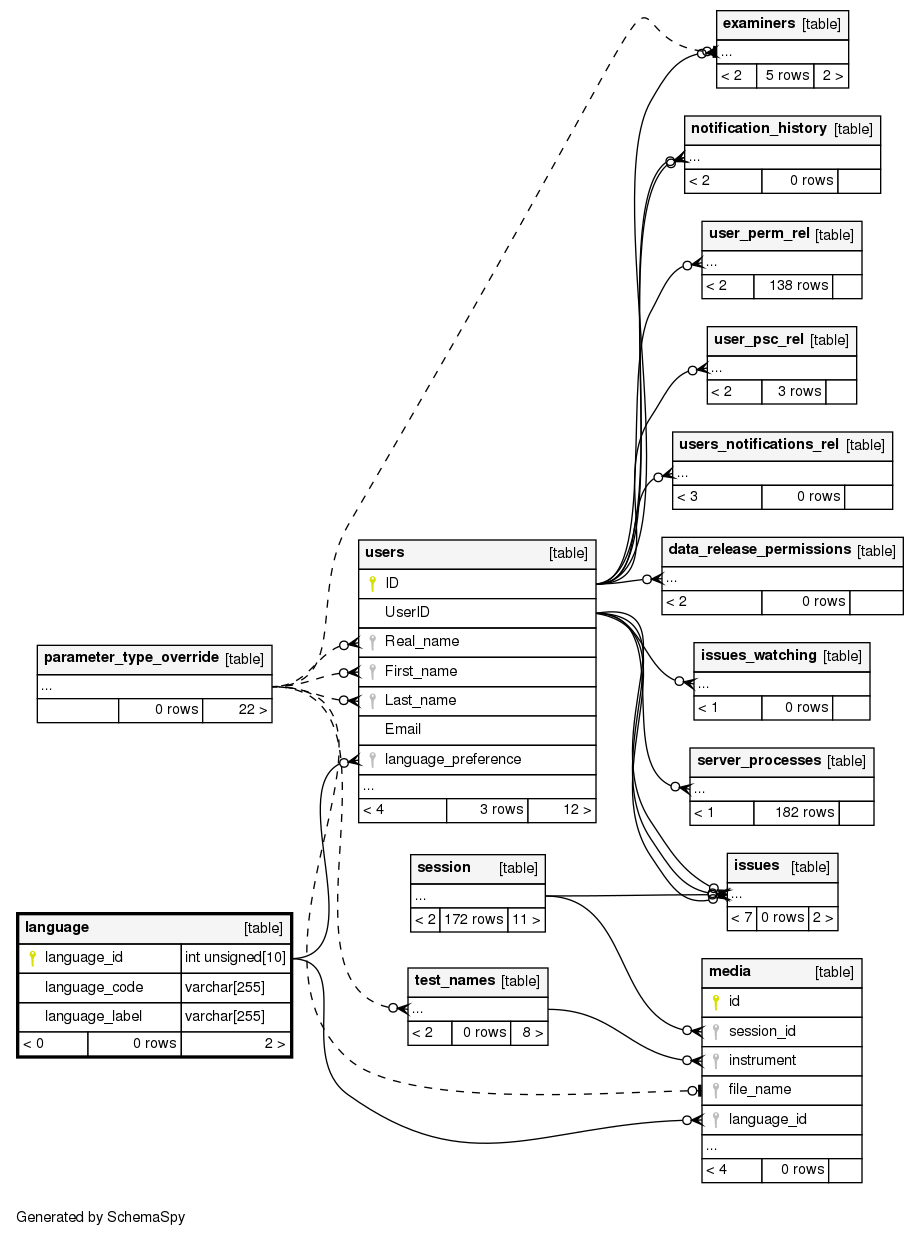 examiners [table]
...
< 2 5 rows 2 >
notification_history [table]
...
< 2 0 rows
user_perm_rel [table]
...
< 2 138 rows
user_psc_rel [table]
...
< 2 3 rows
users_notifications_rel [table]
...
< 3 0 rows
data_release_permissions [table]
...
< 2 0 rows
users [table]
ID
UserID
Real_name
First_name
Last_name
Email
language_preference
...
< 4 3 rows 12 >
parameter_type_override [table]
...
0 rows 22 >
issues_watching [table]
...
< 1 0 rows
server_processes [table]
...
< 1 182 rows
issues [table]
...
< 7 0 rows 2 >
session [table]
...
< 2 172 rows 11 >
language [table]
language_id int unsigned[10]
language_code varchar[255]
language_label varchar[255]
< 0 0 rows 2 >
test_names [table]
...
< 2 0 rows 8 >
media [table]
id
session_id
instrument
file_name
language_id
...
< 4 0 rows
Generated by SchemaSpy